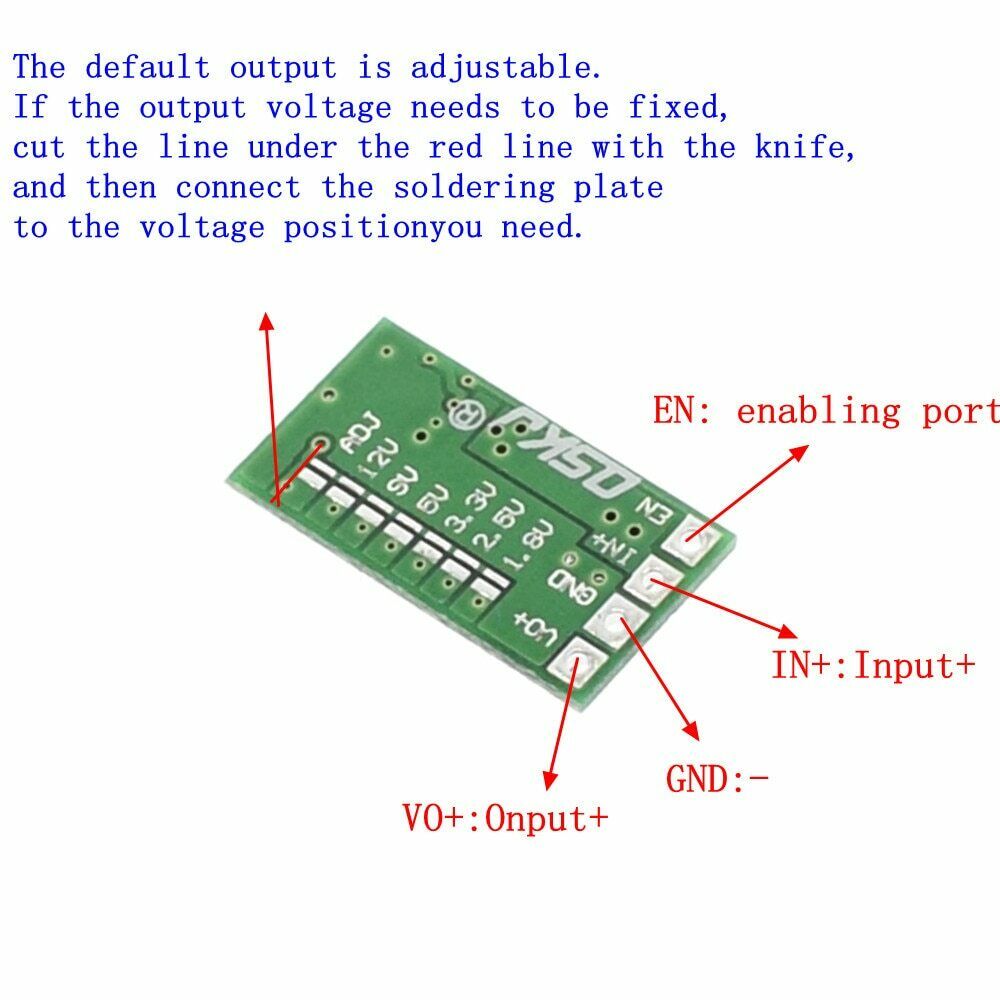 The default output is adjustable.
If the output voltage needs to be fixed,
cut the line under the red line with the knife,
and then connect the soldering plate
to the voltage positionyou need.
EN: enabling port
IN+:Input+
GND:-
VO+:Onput+
ADJ
12V
9V
5V
3.3V
2.5V
1.8V
EN
IN+
GND
VO+
®